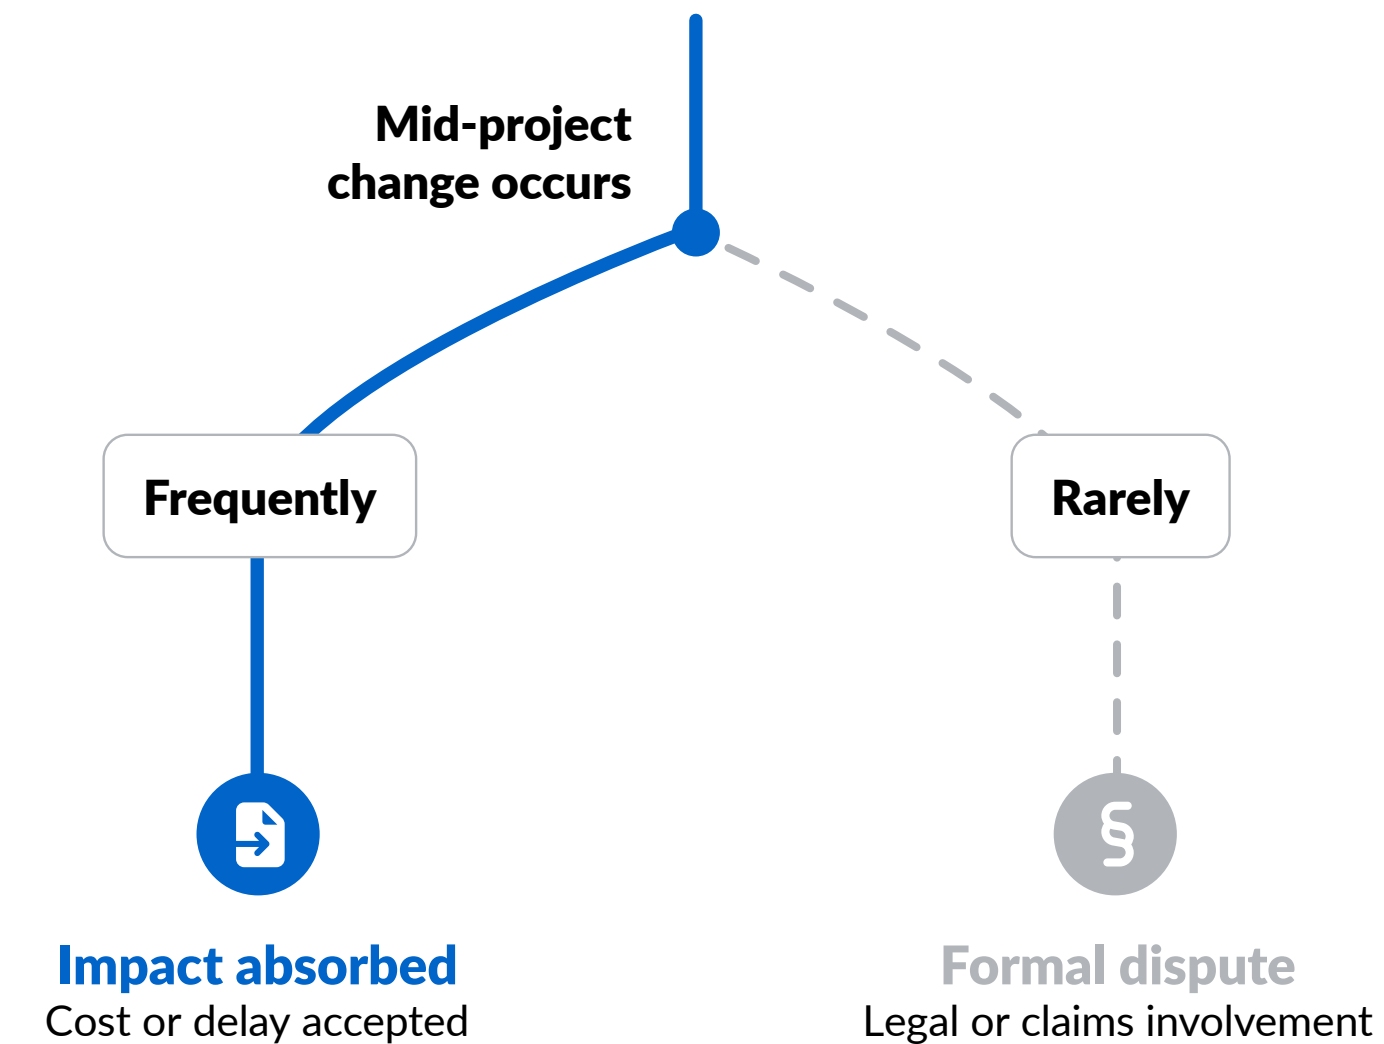 Mid-project
change occurs
Frequently
Rarely
§
Impact absorbed
Cost or delay accepted
Formal dispute
Legal or claims involvement